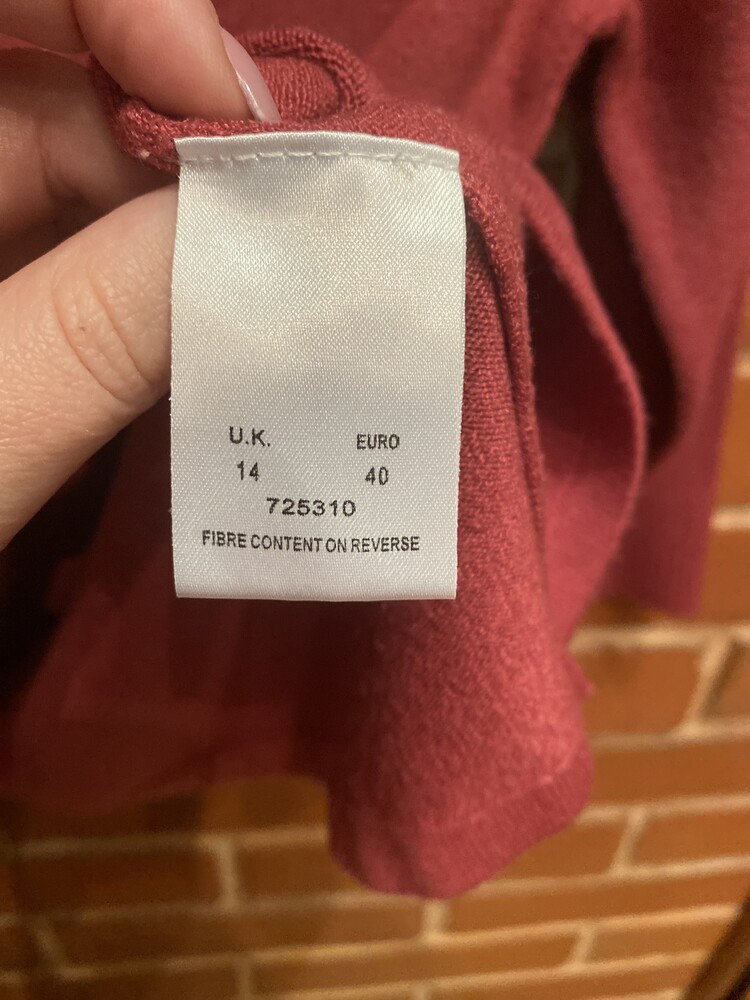 U.K. EURO
14 40
725310
FIBRE CONTENT ON REVERSE